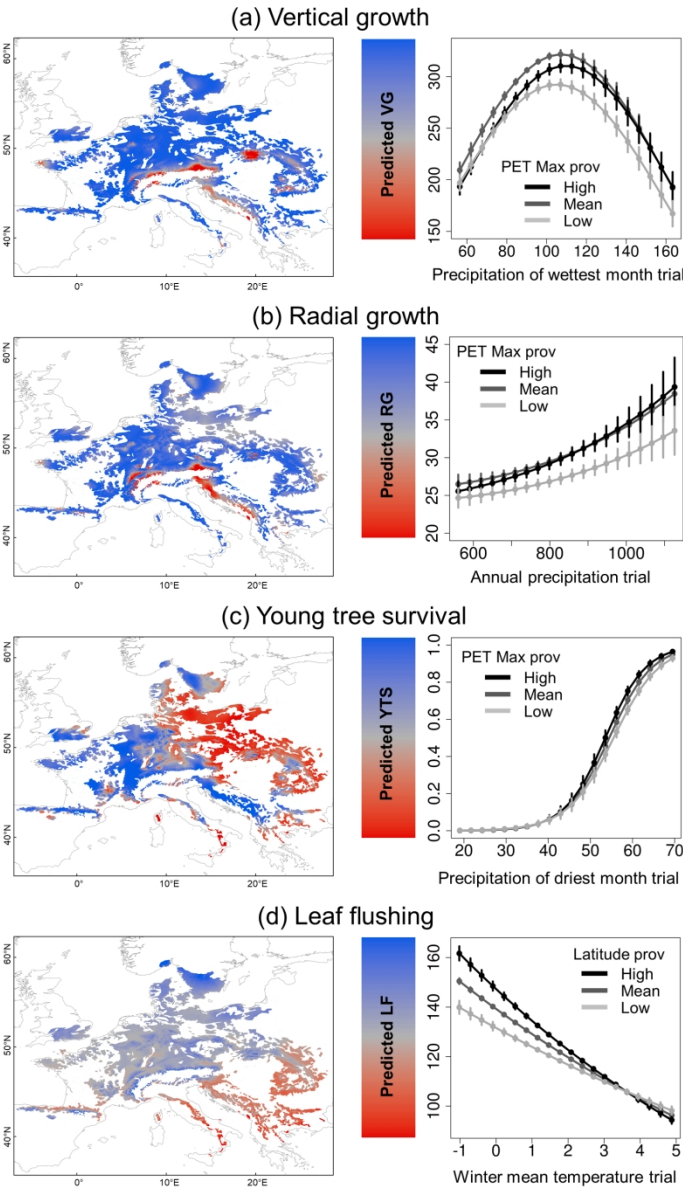 (a) Vertical growth
60°N
50°N
40°N
0°
10°E
20°E
Predicted VG
300
250
200
150
PET Max prov
High
Mean
Low
60
80
100
120
140
160
Precipitation of wettest month trial
(b) Radial growth
60°N
50°N
40°N
0°
10°E
20°E
Predicted RG
45
40
35
30
25
20
PET Max prov
High
Mean
Low
600
800
1000
Annual precipitation trial
(c) Young tree survival
60°N
50°N
40°N
0°
10°E
20°E
Predicted YTS
1.0
0.8
0.6
0.4
0.2
0.0
PET Max prov
High
Mean
Low
20
30
40
50
60
70
Precipitation of driest month trial
(d) Leaf flushing
60°N
50°N
40°N
0°
10°E
20°E
Predicted LF
160
140
120
100
Latitude prov
High
Mean
Low
-1
0
1
2
3
4
5
Winter mean temperature trial